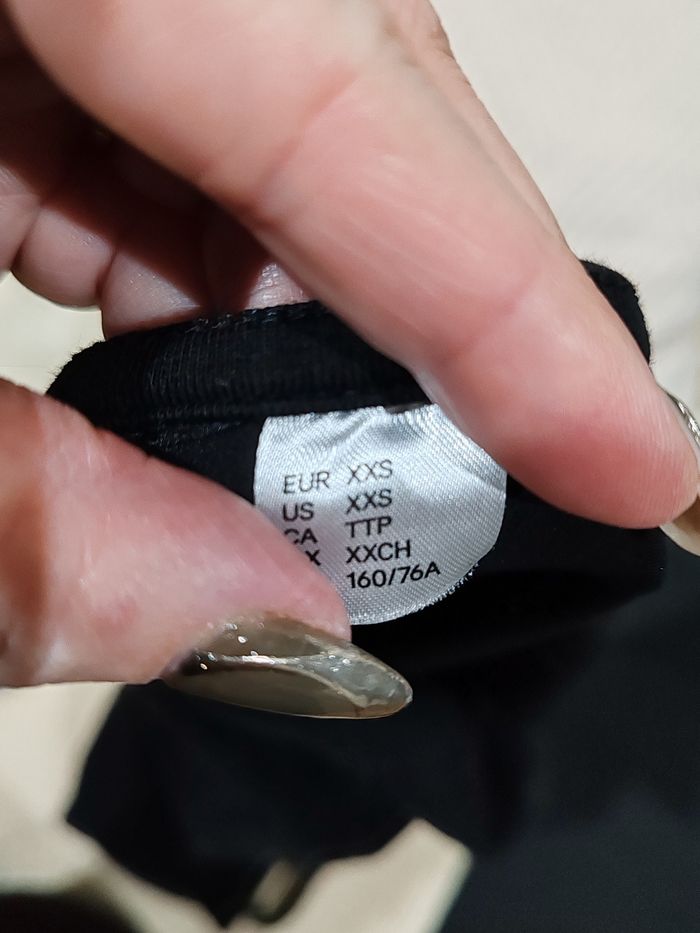 EUR XXS
US XXS
CA TTP
XXCH
160/76A